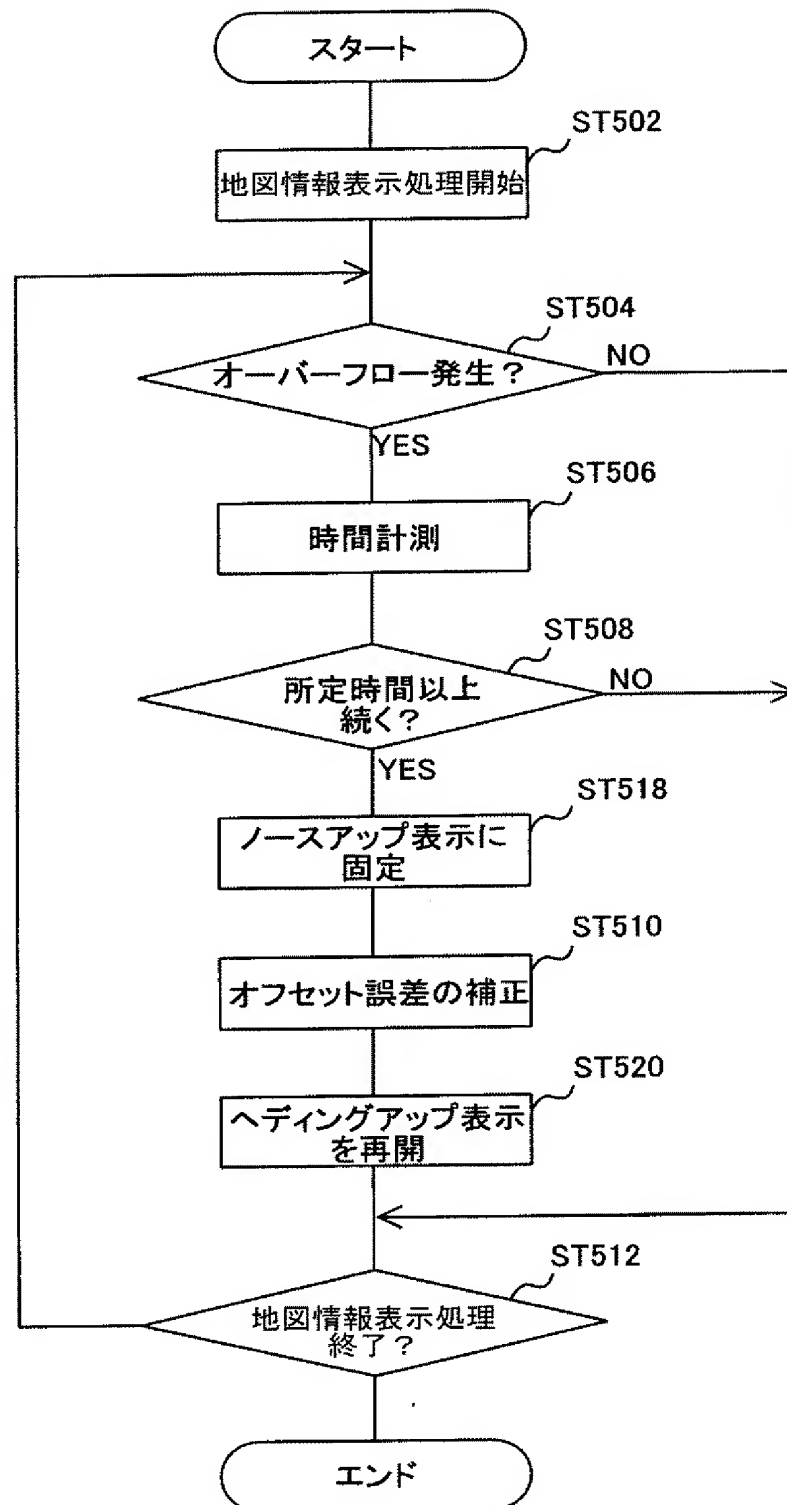 スタート
ST502
地図情報表示処理開始
ST504
オーバーフロー発生？
NO
YES
ST506
時間計測
ST508
所定時間以上
続く？
NO
YES
ST518
ノースアップ表示に
固定
ST510
オフセット誤差の補正
ST520
ヘディングアップ表示
を再開
ST512
地図情報表示処理
終了？
エンド